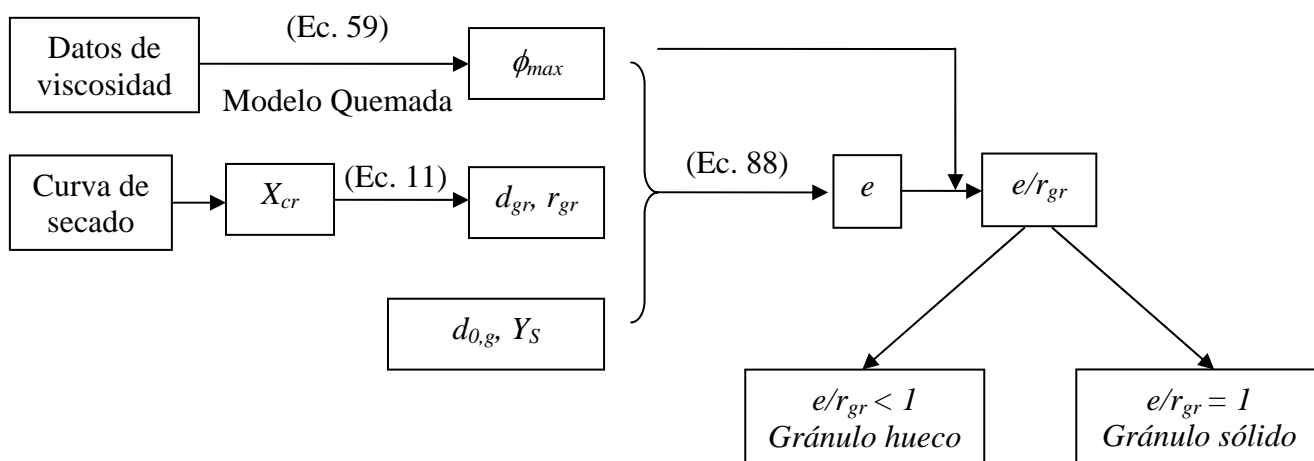 (Ec. 59)
Datos de
viscosidad
ϕmax
Modelo Quemada
Curva de
secado
Xcr
(Ec. 11)
dgr, rgr
(Ec. 88)
e
e/rgr
d0,g, YS
e/rgr < 1
Gránulo hueco
e/rgr = 1
Gránulo sólido